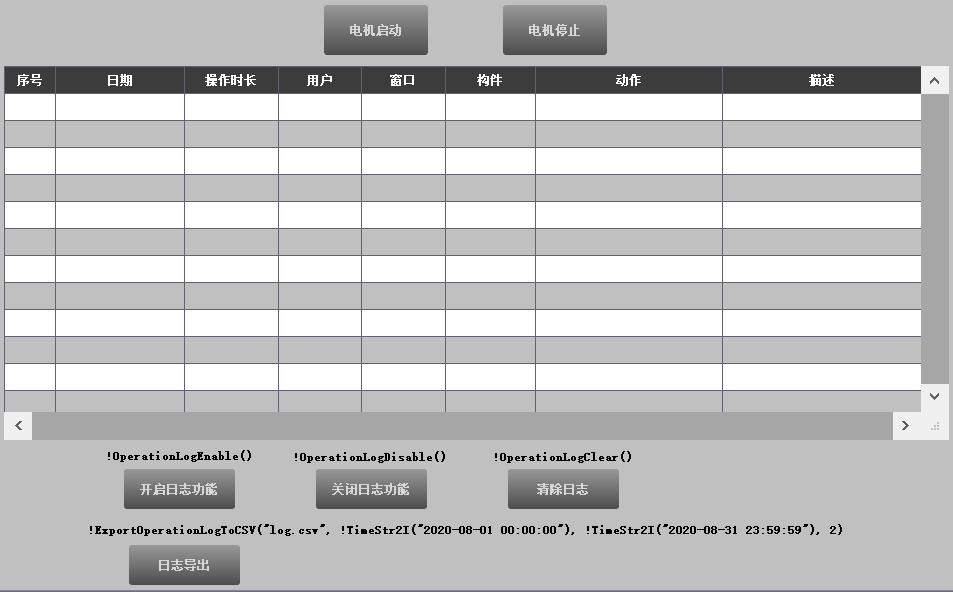 电机启动 电机停止
序号 日期 操作时长 用户 窗口 构件 动作 描述
!OperationLogEnable() !OperationLogDisable() !OperationLogClear()
开启日志功能 关闭日志功能 清除日志
!ExportOperationLogToCSV("log.csv", !TimeStr2I("2020-08-01 00:00:00"), !TimeStr2I("2020-08-31 23:59:59"), 2)
日志导出